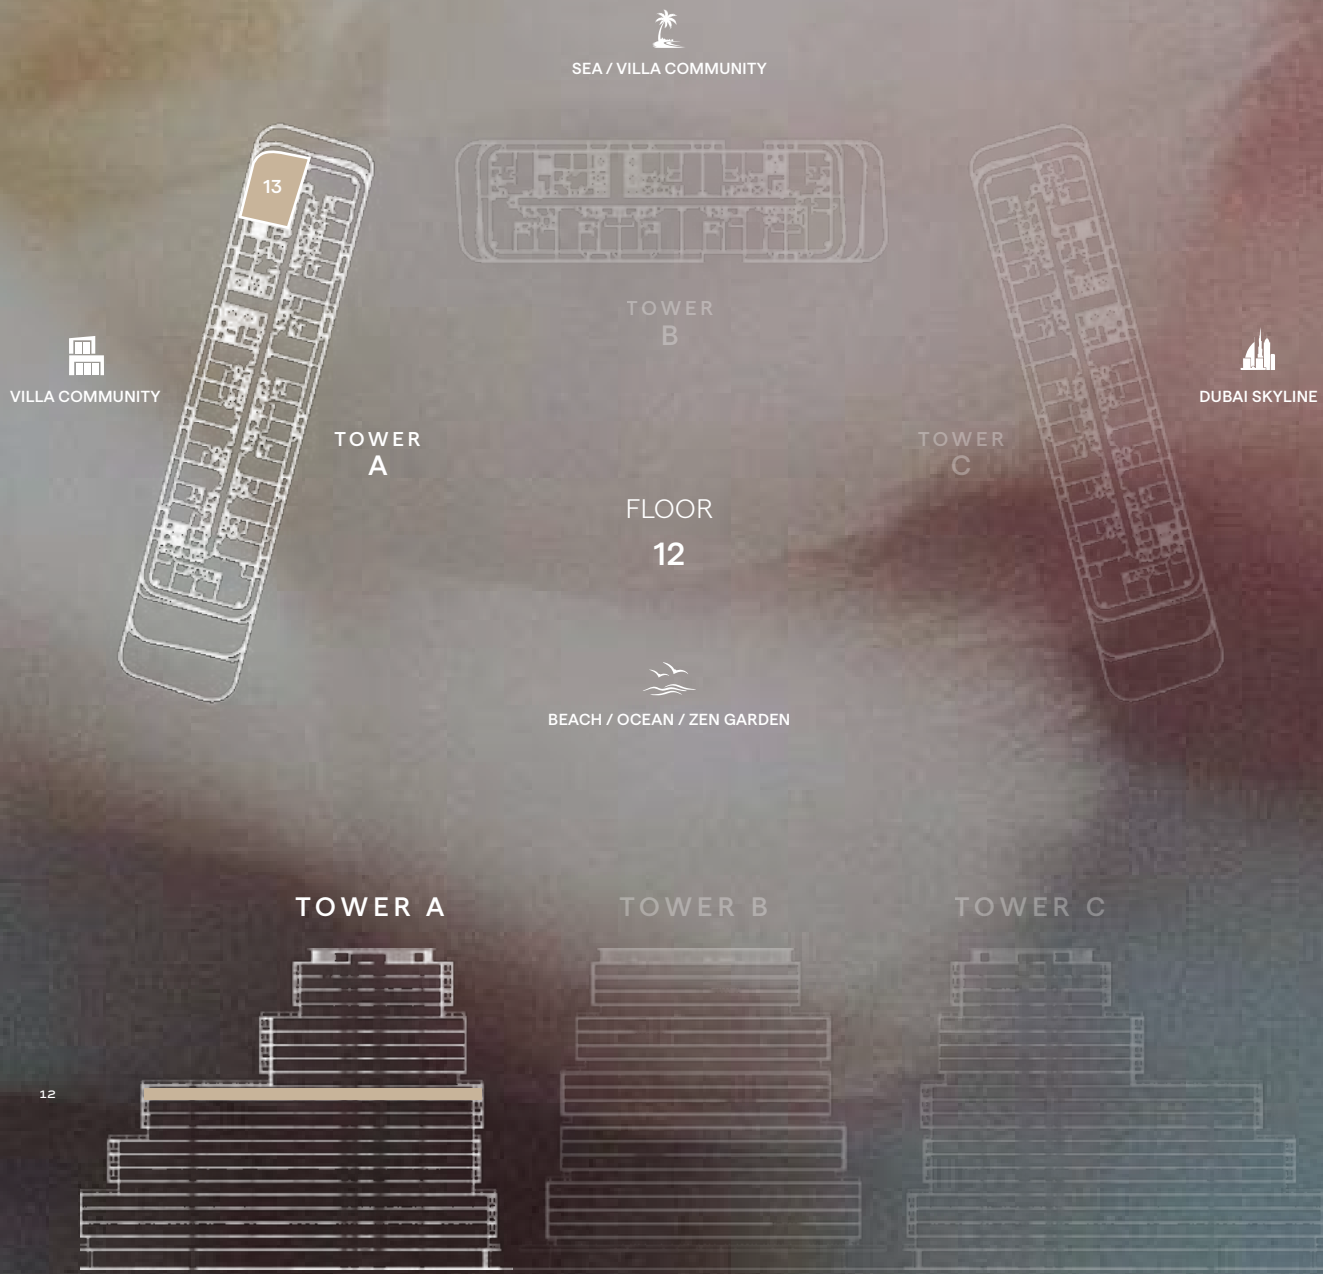 SEA / VILLA COMMUNITY
13
TOWER
B
VILLA COMMUNITY
DUBAI SKYLINE
TOWER
A
TOWER
C
FLOOR
12
BEACH / OCEAN / ZEN GARDEN
TOWER A
TOWER B
TOWER C
12